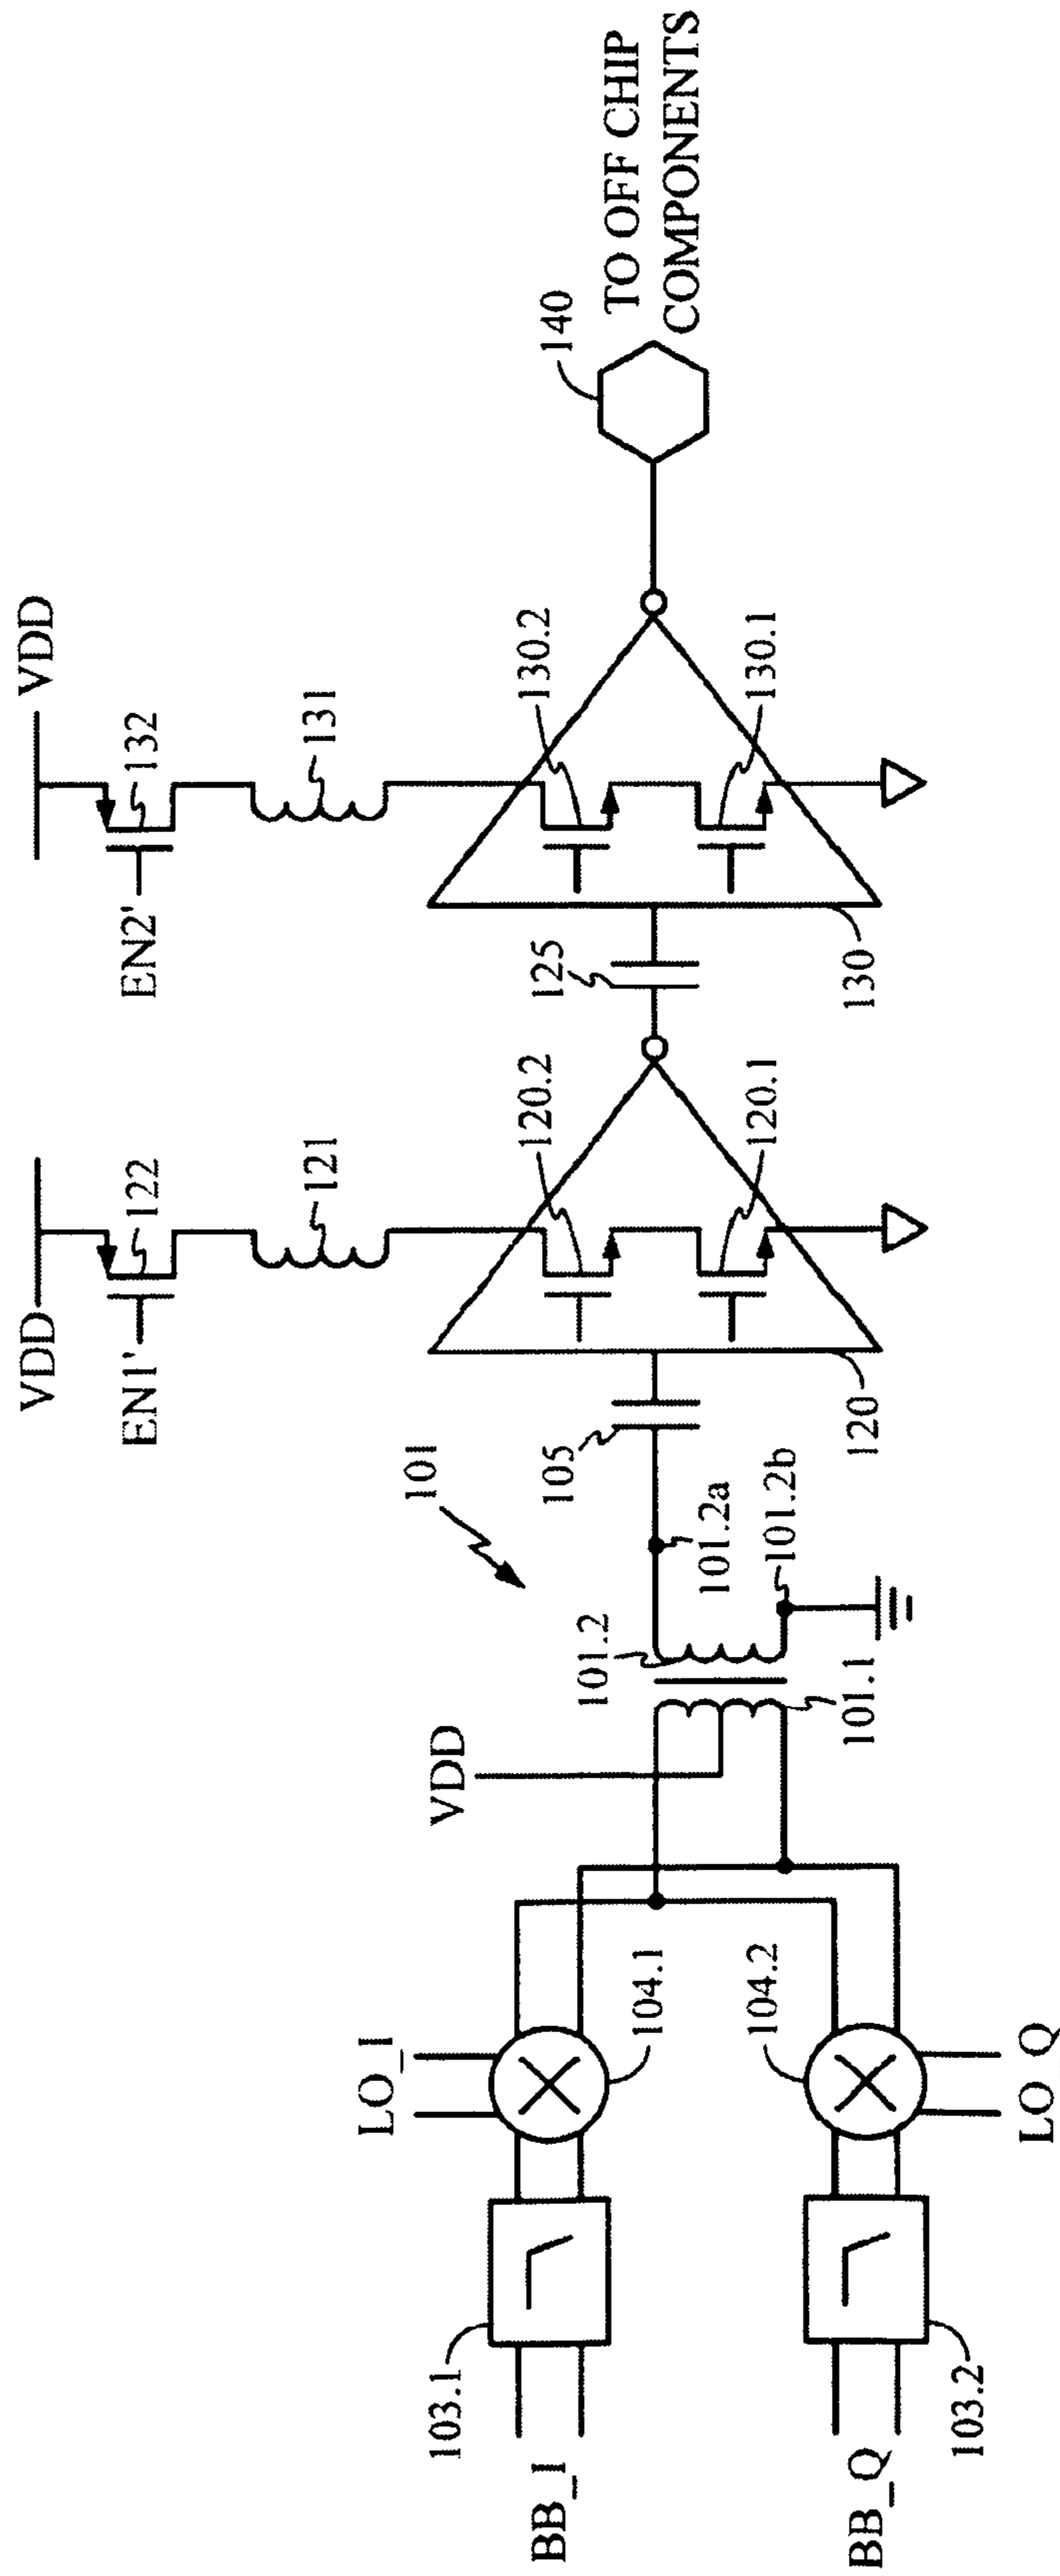 VDD
VDD
EN1'
122
121
EN2'
132
131
101
VDD
101.2
101.1
101.2a
101.2b
105
120.2
120.1
120
125
130.2
130.1
130
140
TO OFF CHIP
COMPONENTS
LO_I
103.1
BB_I
104.1
104.2
BB_Q
103.2
LO_Q